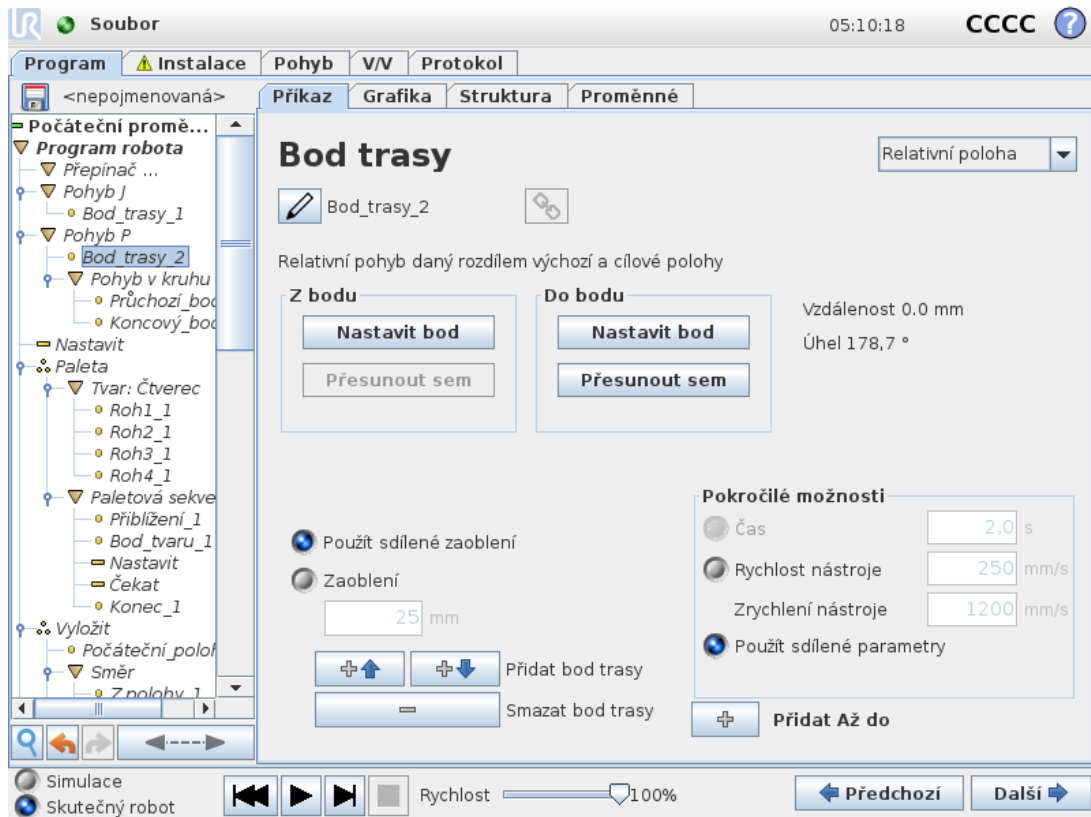 UR Soubor 05:10:18 CCCC ?
Program Instalace Pohyb V/V Protokol
<nepojmenovaná> Příkaz Grafika Struktura Proměnné
Počáteční promě...
Program robota
Přepínač ...
Pohyb J
Bod_trasy_1
Pohyb P
Bod_trasy_2
Pohyb v kruhu
Průchozí_bod
Koncový_bod
Nastavit
Paleta
Tvar: Čtverec
Roh1_1
Roh2_1
Roh3_1
Roh4_1
Paletová sekve
Přiblížení_1
Bod_tvaru_1
Nastavit
Čekat
Konec_1
Vyložit
Počáteční_poloh
Směr
Z polohy_1
Bod trasy
Relativní poloha
Bod_trasy_2
Relativní pohyb daný rozdílem výchozí a cílové polohy
Z bodu
Nastavit bod
Přesunout sem
Do bodu
Nastavit bod
Přesunout sem
Vzdálenost 0.0 mm
Úhel 178,7 °
Použít sdílené zaoblení
Zaoblení
25 mm
Přidat bod trasy
Smazat bod trasy
Pokročilé možnosti
Čas 2,0 s
Rychlost nástroje 250 mm/s
Zrychlení nástroje 1200 mm/s
Použít sdílené parametry
Přidat Až do
Simulace
Skutečný robot
Rychlost 100%
Předchozí Další